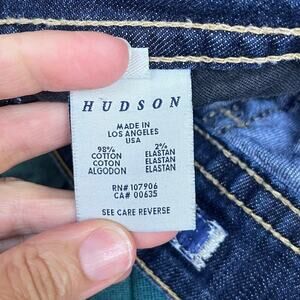 HUDSON
MADE IN
LOS ANGELES
USA
98% 2%
COTTON ELASTAN
COTON ELASTAN
ALGODON ELASTAN
RN#107906
CA# 00635
SEE CARE REVERSE